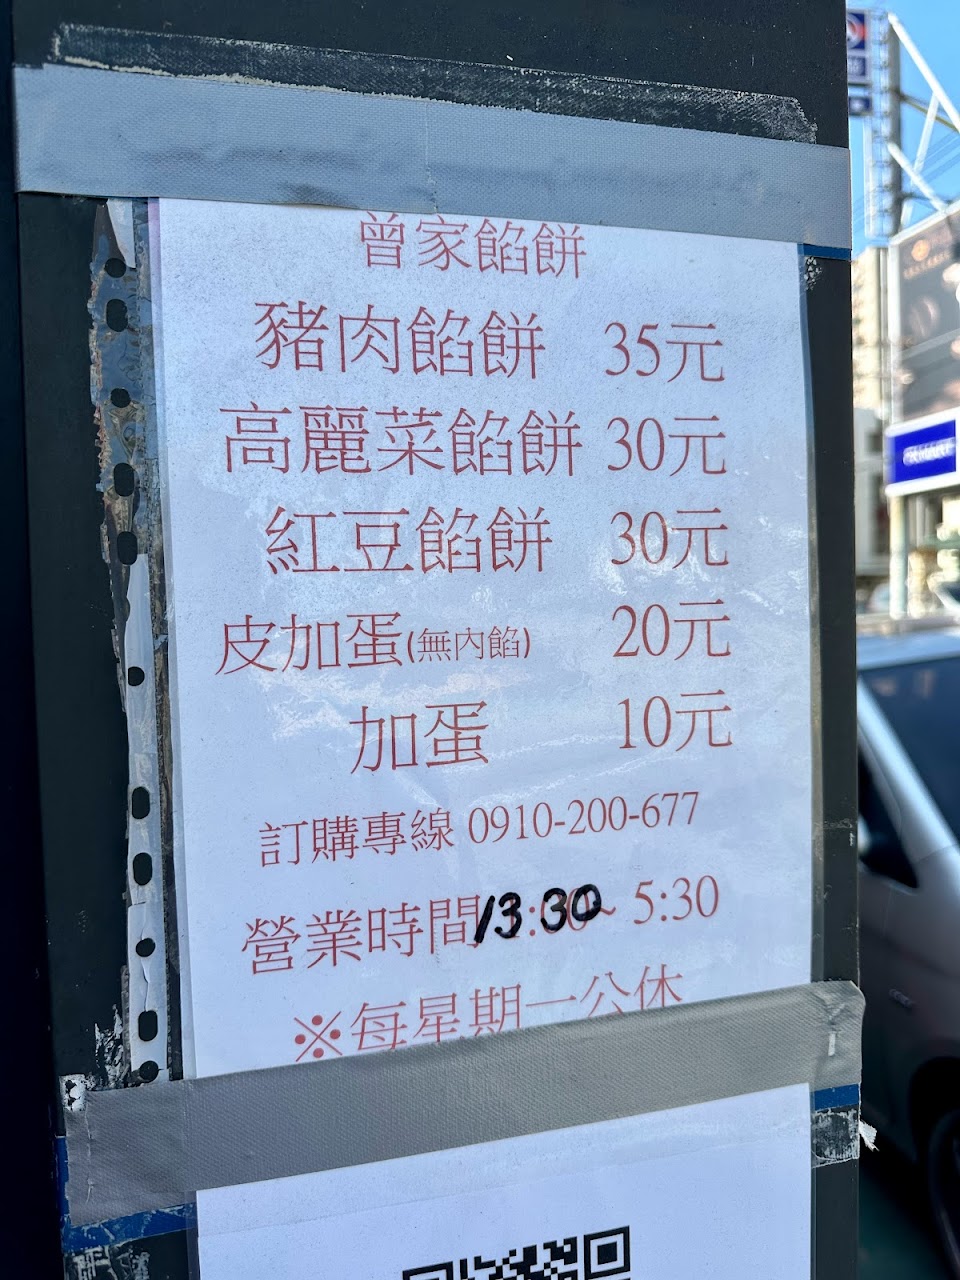 曾家餡餅
豬肉餡餅 35元
高麗菜餡餅 30元
紅豆餡餅 30元
皮加蛋(無內餡) 20元
加蛋 10元
訂購專線 0910-200-677
營業時間 13:30~ 5:30
※每星期一公休